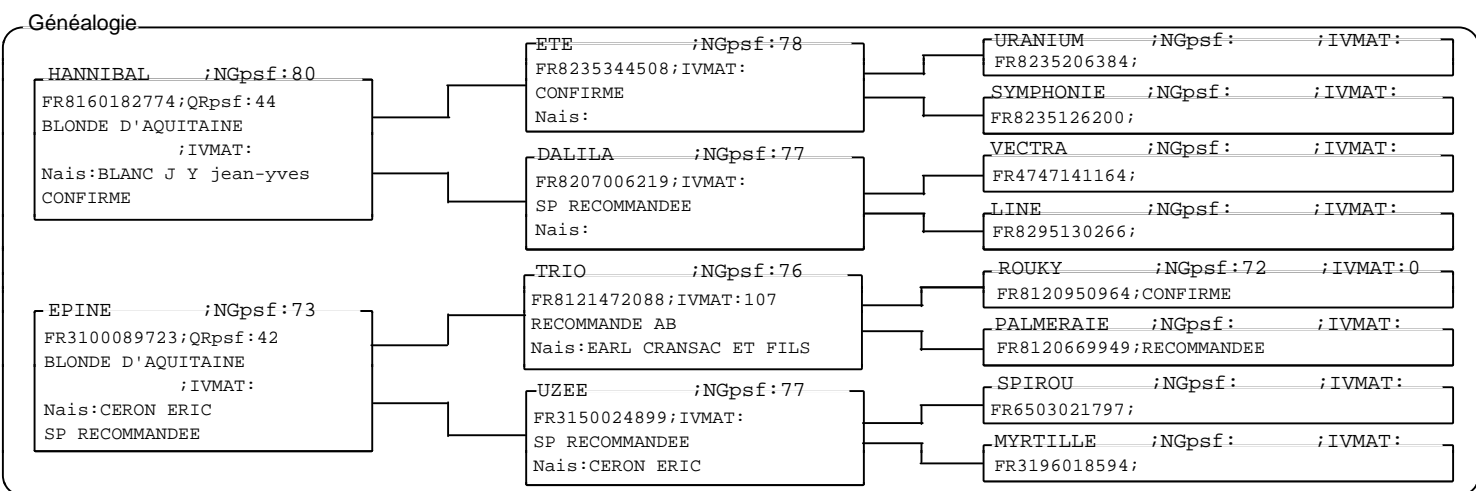 Généalogie
HANNIBAL ;NGpsf:80
FR8160182774;QRpsf:44
BLONDE D'AQUITAINE
;IVMAT:
Nais:BLANC J Y jean-yves
CONFIRME
EPINE ;NGpsf:73
FR3100089723;QRpsf:42
BLONDE D'AQUITAINE
;IVMAT:
Nais:CERON ERIC
SP RECOMMANDEE
ETE ;NGpsf:78
FR8235344508;IVMAT:
CONFIRME
Nais:
DALILA ;NGpsf:77
FR8207006219;IVMAT:
SP RECOMMANDEE
Nais:
TRIO ;NGpsf:76
FR8121472088;IVMAT:107
RECOMMANDE AB
Nais:EARL CRANSAC ET FILS
UZEE ;NGpsf:77
FR3150024899;IVMAT:
SP RECOMMANDEE
Nais:CERON ERIC
URANIUM ;NGpsf: ;IVMAT:
FR8235206384;
SYMPHONIE ;NGpsf: ;IVMAT:
FR8235126200;
VECTRA ;NGpsf: ;IVMAT:
FR4747141164;
LINE ;NGpsf: ;IVMAT:
FR8295130266;
ROUKY ;NGpsf:72 ;IVMAT:0
FR8120950964;CONFIRME
PALMERAIE ;NGpsf: ;IVMAT:
FR8120669949;RECOMMANDEE
SPIROU ;NGpsf: ;IVMAT:
FR6503021797;
MYRTILLE ;NGpsf: ;IVMAT:
FR3196018594;